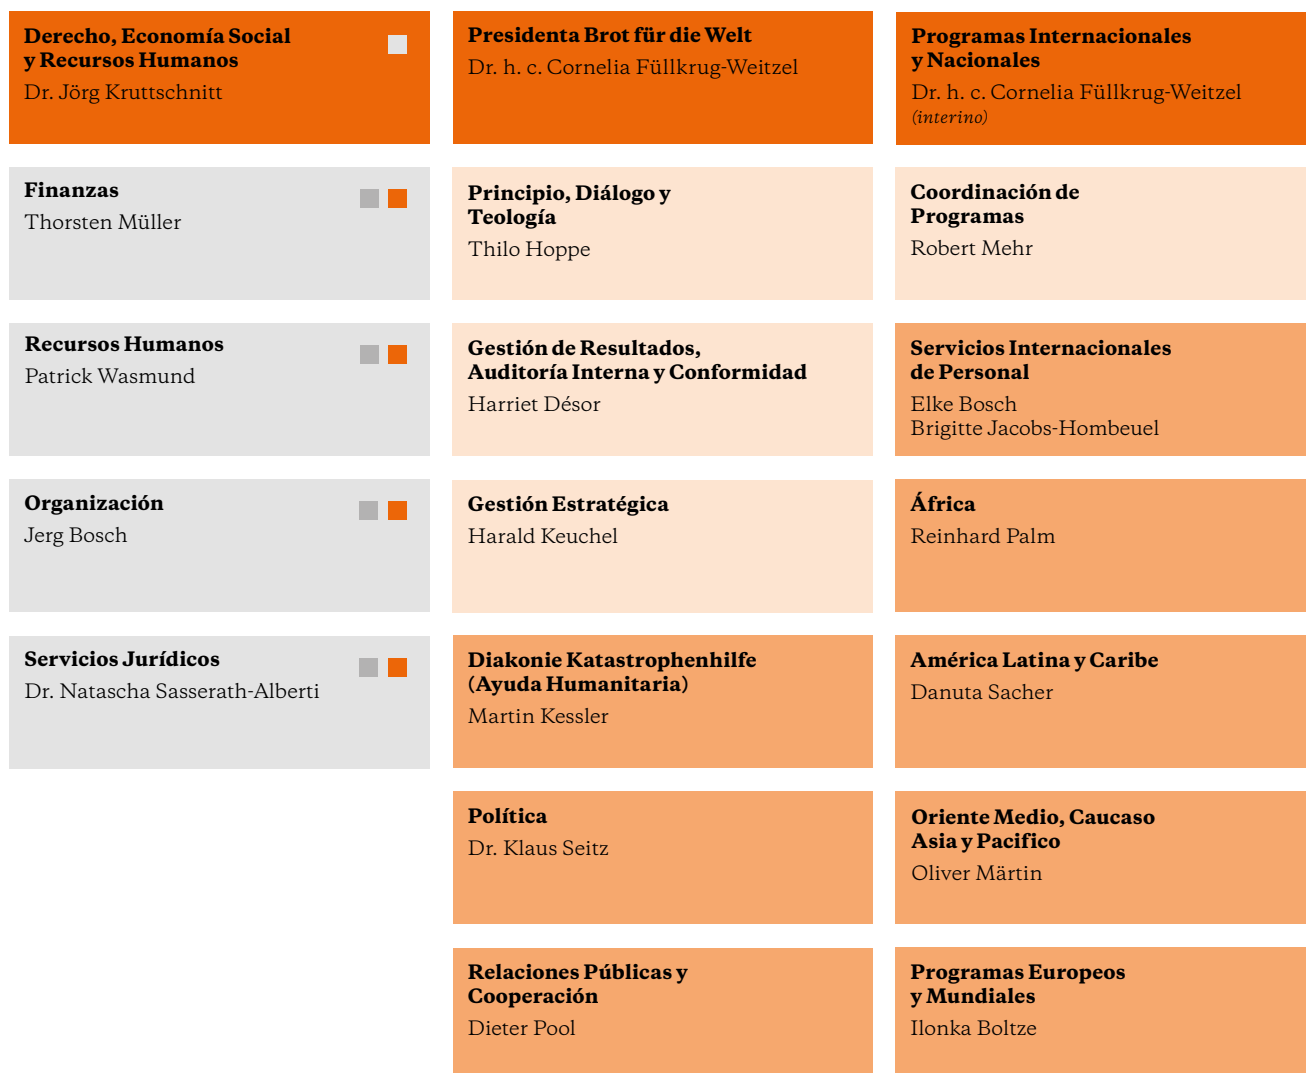 Derecho, Economía Social
y Recursos Humanos
Dr. Jörg Kruttschnitt
Finanzas
Thorsten Müller
Recursos Humanos
Patrick Wasmund
Organización
Jerg Bosch
Servicios Jurídicos
Dr. Natascha Sasserath-Alberti
Presidenta Brot für die Welt
Dr. h. c. Cornelia Füllkrug-Weitzel
Principio, Diálogo y
Teología
Thilo Hoppe
Gestión de Resultados,
Auditoría Interna y Conformidad
Harriet Désor
Gestión Estratégica
Harald Keuchel
Diakonie Katastrophenhilfe
(Ayuda Humanitaria)
Martin Kessler
Política
Dr. Klaus Seitz
Relaciones Públicas y
Cooperación
Dieter Pool
Programas Internacionales
y Nacionales
Dr. h. c. Cornelia Füllkrug-Weitzel
(interino)
Coordinación de
Programas
Robert Mehr
Servicios Internacionales
de Personal
Elke Bosch
Brigitte Jacobs-Hombeuel
África
Reinhard Palm
América Latina y Caribe
Danuta Sacher
Oriente Medio, Caucaso
Asia y Pacifico
Oliver Märtin
Programas Europeos
y Mundiales
Ilonka Boltze